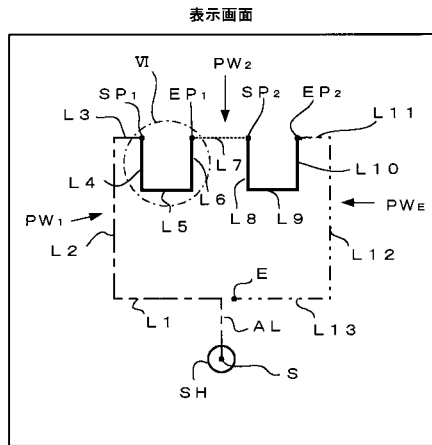 表示画面
VI
PW2
SP1 EP1 SP2 EP2
L3 L11
L7
L4 L6 L10
L5 L8 L9
PW1 PWE
L2 L12
E
L1 L13
AL
SH S